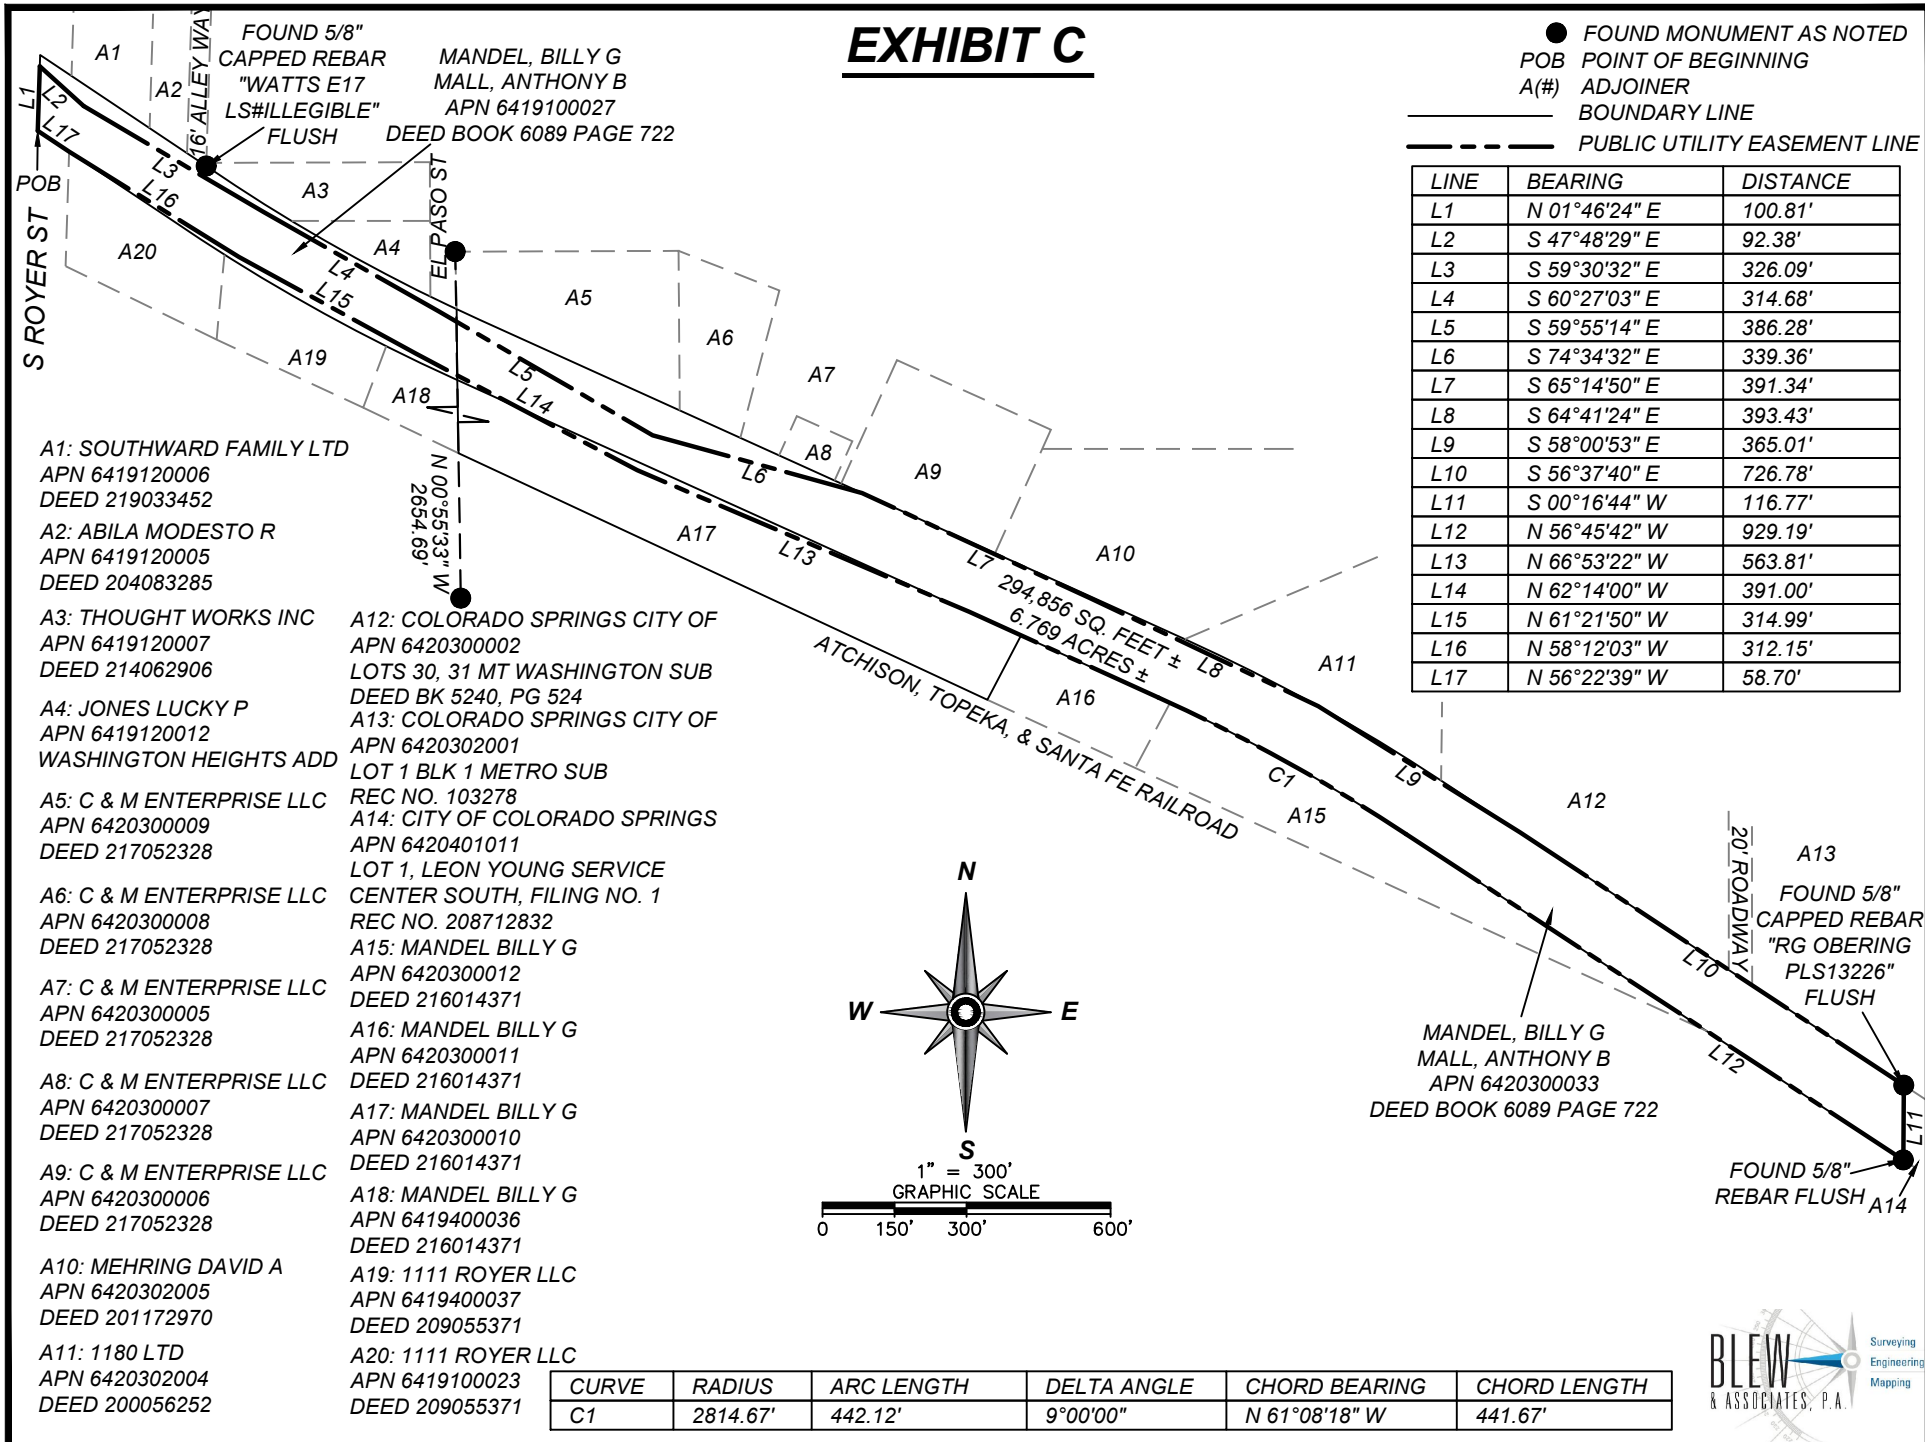 EXHIBIT C
FOUND MONUMENT AS NOTED
POB POINT OF BEGINNING
A(#) ADJOINER
BOUNDARY LINE
PUBLIC UTILITY EASEMENT LINE
LINE BEARING DISTANCE
L1 N 01°46'24" E 100.81'
L2 S 47°48'29" E 92.38'
L3 S 59°30'32" E 326.09'
L4 S 60°27'03" E 314.68'
L5 S 59°55'14" E 386.28'
L6 S 74°34'32" E 339.36'
L7 S 65°14'50" E 391.34'
L8 S 64°41'24" E 393.43'
L9 S 58°00'53" E 365.01'
L10 S 56°37'40" E 726.78'
L11 S 00°16'44" W 116.77'
L12 N 56°45'42" W 929.19'
L13 N 66°53'22" W 563.81'
L14 N 62°14'00" W 391.00'
L15 N 61°21'50" W 314.99'
L16 N 58°12'03" W 312.15'
L17 N 56°22'39" W 58.70'
A1
A2
16' ALLEY WAY
FOUND 5/8"
CAPPED REBAR
"WATTS E17
LS#ILLEGIBLE"
FLUSH
MANDEL, BILLY G
MALL, ANTHONY B
APN 6419100027
DEED BOOK 6089 PAGE 722
L1
L2
L17
L3
L16
POB
S ROYER ST
A3
A4
EL PASO ST
A20
L4
L15
A19
A18
A5
A6
A7
A8
A9
L5
L14
L6
A17
L13
N 00°55'33" W
2654.69'
A10
L7
294,856 SQ. FEET ±
6.769 ACRES ±
L8
A11
A16
ATCHISON, TOPEKA, & SANTA FE RAILROAD
C1
A15
L9
A12
20' ROADWAY
A13
FOUND 5/8"
CAPPED REBAR
"RG OBERING
PLS13226"
FLUSH
L10
L12
MANDEL, BILLY G
MALL, ANTHONY B
APN 6420300033
DEED BOOK 6089 PAGE 722
L11
FOUND 5/8"
REBAR FLUSH
A14
A1: SOUTHWARD FAMILY LTD
APN 6419120006
DEED 219033452
A2: ABILA MODESTO R
APN 6419120005
DEED 204083285
A3: THOUGHT WORKS INC
APN 6419120007
DEED 214062906
A4: JONES LUCKY P
APN 6419120012
WASHINGTON HEIGHTS ADD
A5: C & M ENTERPRISE LLC
APN 6420300009
DEED 217052328
A6: C & M ENTERPRISE LLC
APN 6420300008
DEED 217052328
A7: C & M ENTERPRISE LLC
APN 6420300005
DEED 217052328
A8: C & M ENTERPRISE LLC
APN 6420300007
DEED 217052328
A9: C & M ENTERPRISE LLC
APN 6420300006
DEED 217052328
A10: MEHRING DAVID A
APN 6420302005
DEED 201172970
A11: 1180 LTD
APN 6420302004
DEED 200056252
A12: COLORADO SPRINGS CITY OF
APN 6420300002
LOTS 30, 31 MT WASHINGTON SUB
DEED BK 5240, PG 524
A13: COLORADO SPRINGS CITY OF
APN 6420302001
LOT 1 BLK 1 METRO SUB
REC NO. 103278
A14: CITY OF COLORADO SPRINGS
APN 6420401011
LOT 1, LEON YOUNG SERVICE
CENTER SOUTH, FILING NO. 1
REC NO. 208712832
A15: MANDEL BILLY G
APN 6420300012
DEED 216014371
A16: MANDEL BILLY G
APN 6420300011
DEED 216014371
A17: MANDEL BILLY G
APN 6420300010
DEED 216014371
A18: MANDEL BILLY G
APN 6419400036
DEED 216014371
A19: 1111 ROYER LLC
APN 6419400037
DEED 209055371
A20: 1111 ROYER LLC
APN 6419100023
DEED 209055371
N
W
E
S
1" = 300'
GRAPHIC SCALE
0 150' 300' 600'
CURVE RADIUS ARC LENGTH DELTA ANGLE CHORD BEARING CHORD LENGTH
C1 2814.67' 442.12' 9°00'00" N 61°08'18" W 441.67'
BLEW
& ASSOCIATES, P.A.
Surveying
Engineering
Mapping